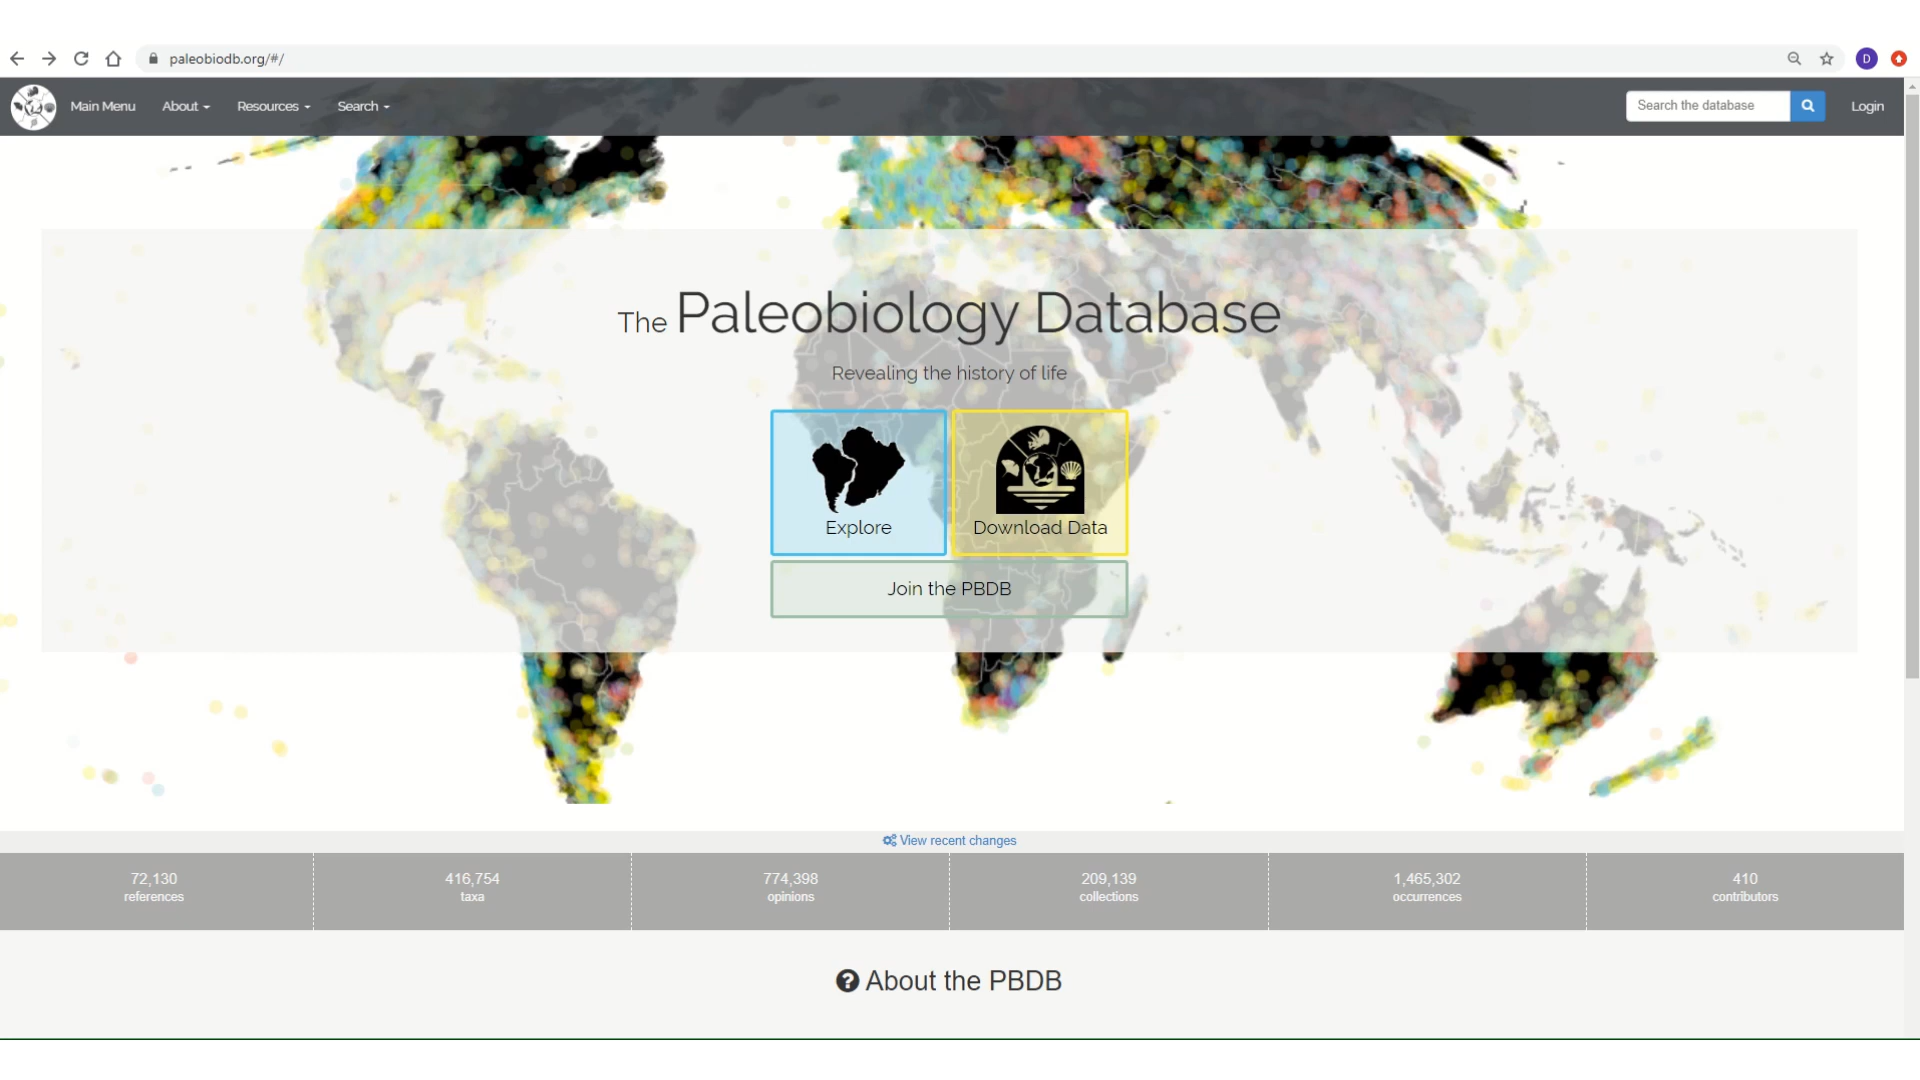 paleobiodb.org/#/
D
Main Menu About Resources Search Search the database Login
The Paleobiology Database
Revealing the history of life
Explore Download Data
Join the PBDB
View recent changes
72,130 416,754 774,398 209,139 1,465,302 410
references taxa opinions collections occurrences contributors
About the PBDB